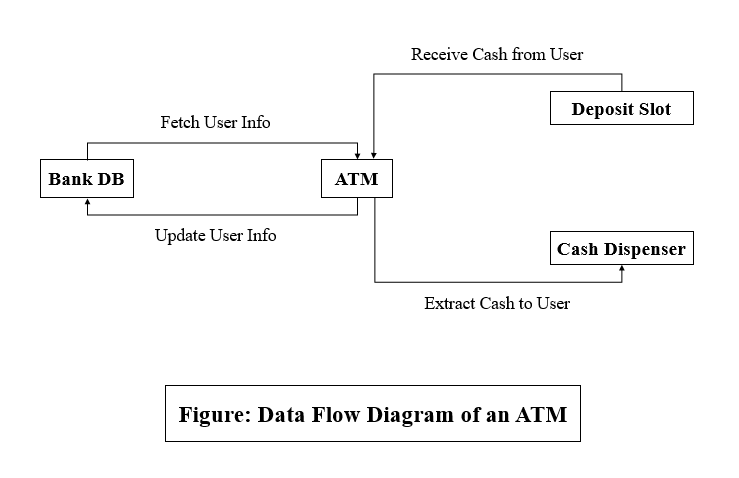 Receive Cash from User
Deposit Slot
Fetch User Info
Bank DB
ATM
Update User Info
Cash Dispenser
Extract Cash to User
Figure: Data Flow Diagram of an ATM